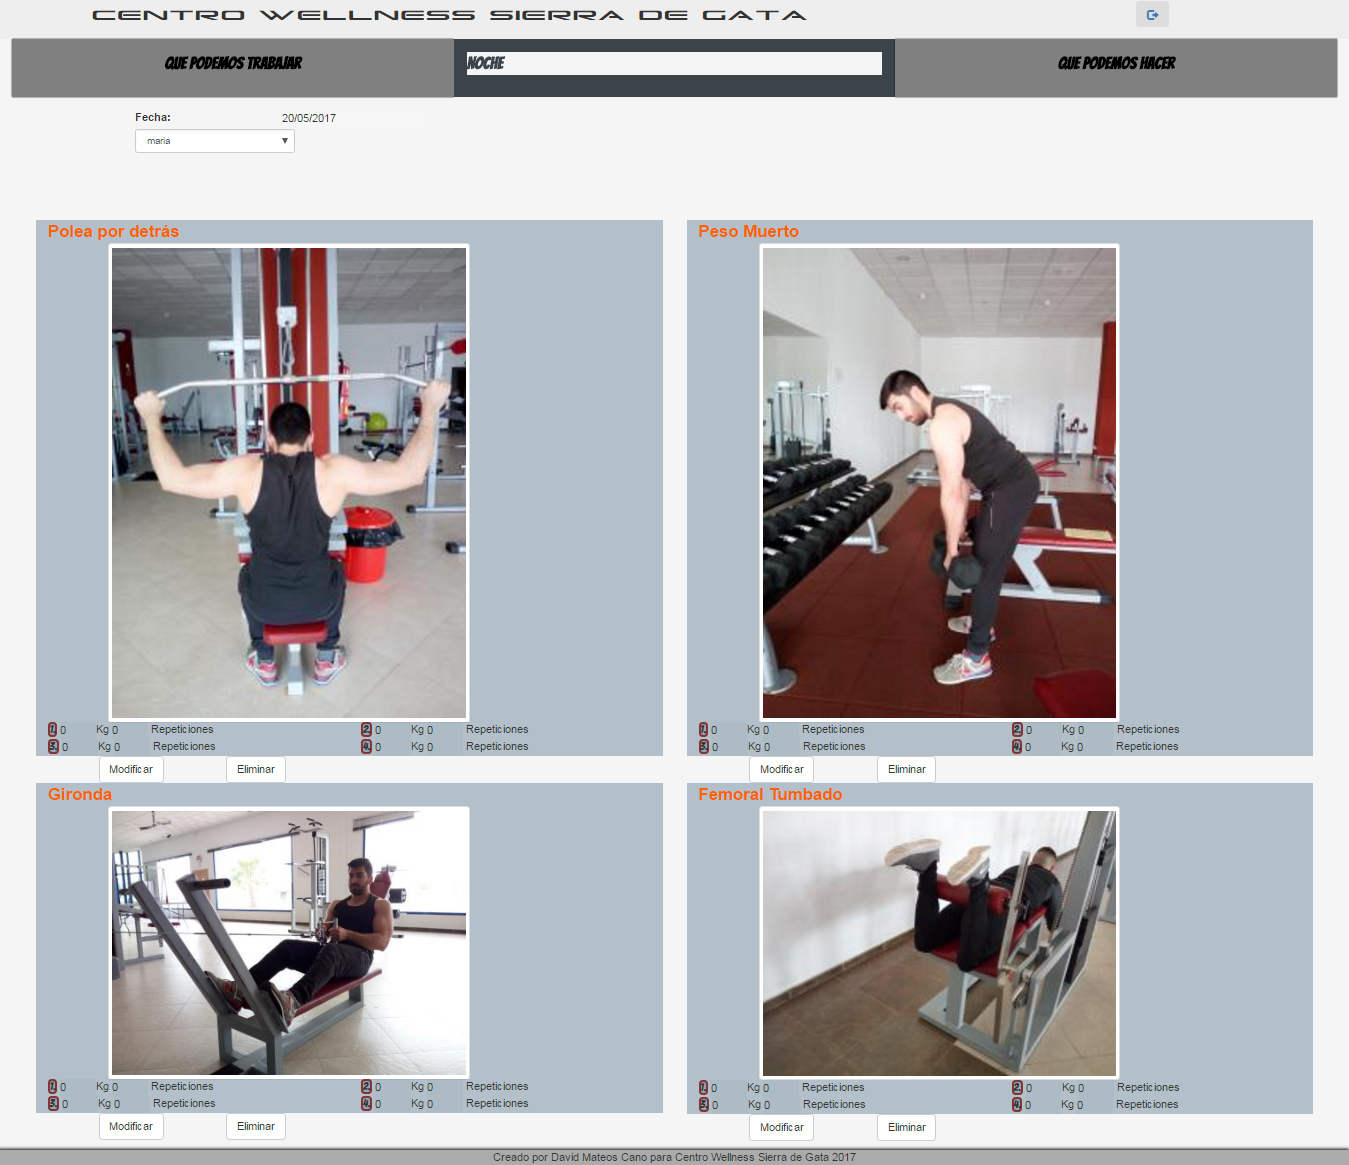 CENTRO WELLNESS SIERRA DE GATA
QUE PODEMOS TRABAJAR
NOCHE
QUE PODEMOS HACER
Fecha: 20/05/2017
maria
Polea por detrás
1. 0 Kg 0 Repeticiones 2. 0 Kg 0 Repeticiones
3. 0 Kg 0 Repeticiones 4. 0 Kg 0 Repeticiones
Modificar Eliminar
Peso Muerto
1. 0 Kg 0 Repeticiones 2. 0 Kg 0 Repeticiones
3. 0 Kg 0 Repeticiones 4. 0 Kg 0 Repeticiones
Modificar Eliminar
Gironda
1. 0 Kg 0 Repeticiones 2. 0 Kg 0 Repeticiones
3. 0 Kg 0 Repeticiones 4. 0 Kg 0 Repeticiones
Modificar Eliminar
Femoral Tumbado
1. 0 Kg 0 Repeticiones 2. 0 Kg 0 Repeticiones
3. 0 Kg 0 Repeticiones 4. 0 Kg 0 Repeticiones
Modificar Eliminar
Creado por David Mateos Cano para Centro Wellness Sierra de Gata 2017